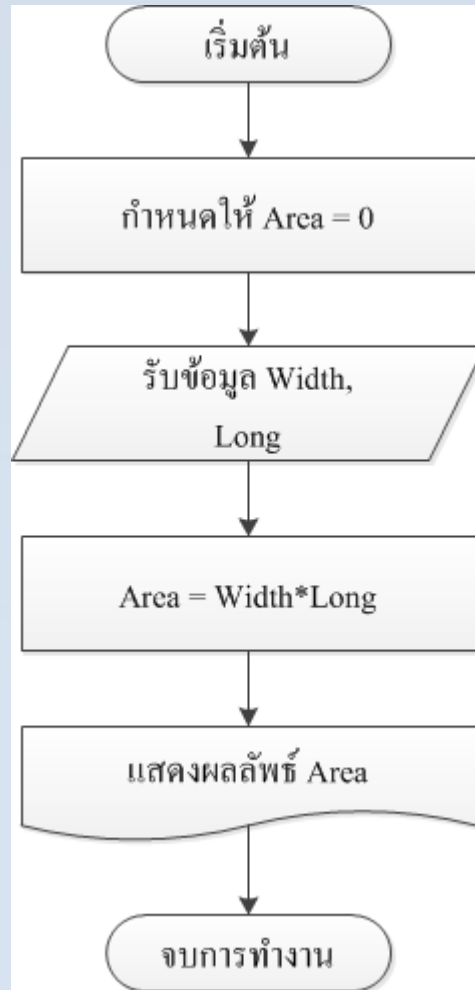 เริ่มต้น
กำหนดให้ Area = 0
รับข้อมูล Width,
Long
Area = Width*Long
แสดงผลลัพธ์ Area
จบการทำงาน